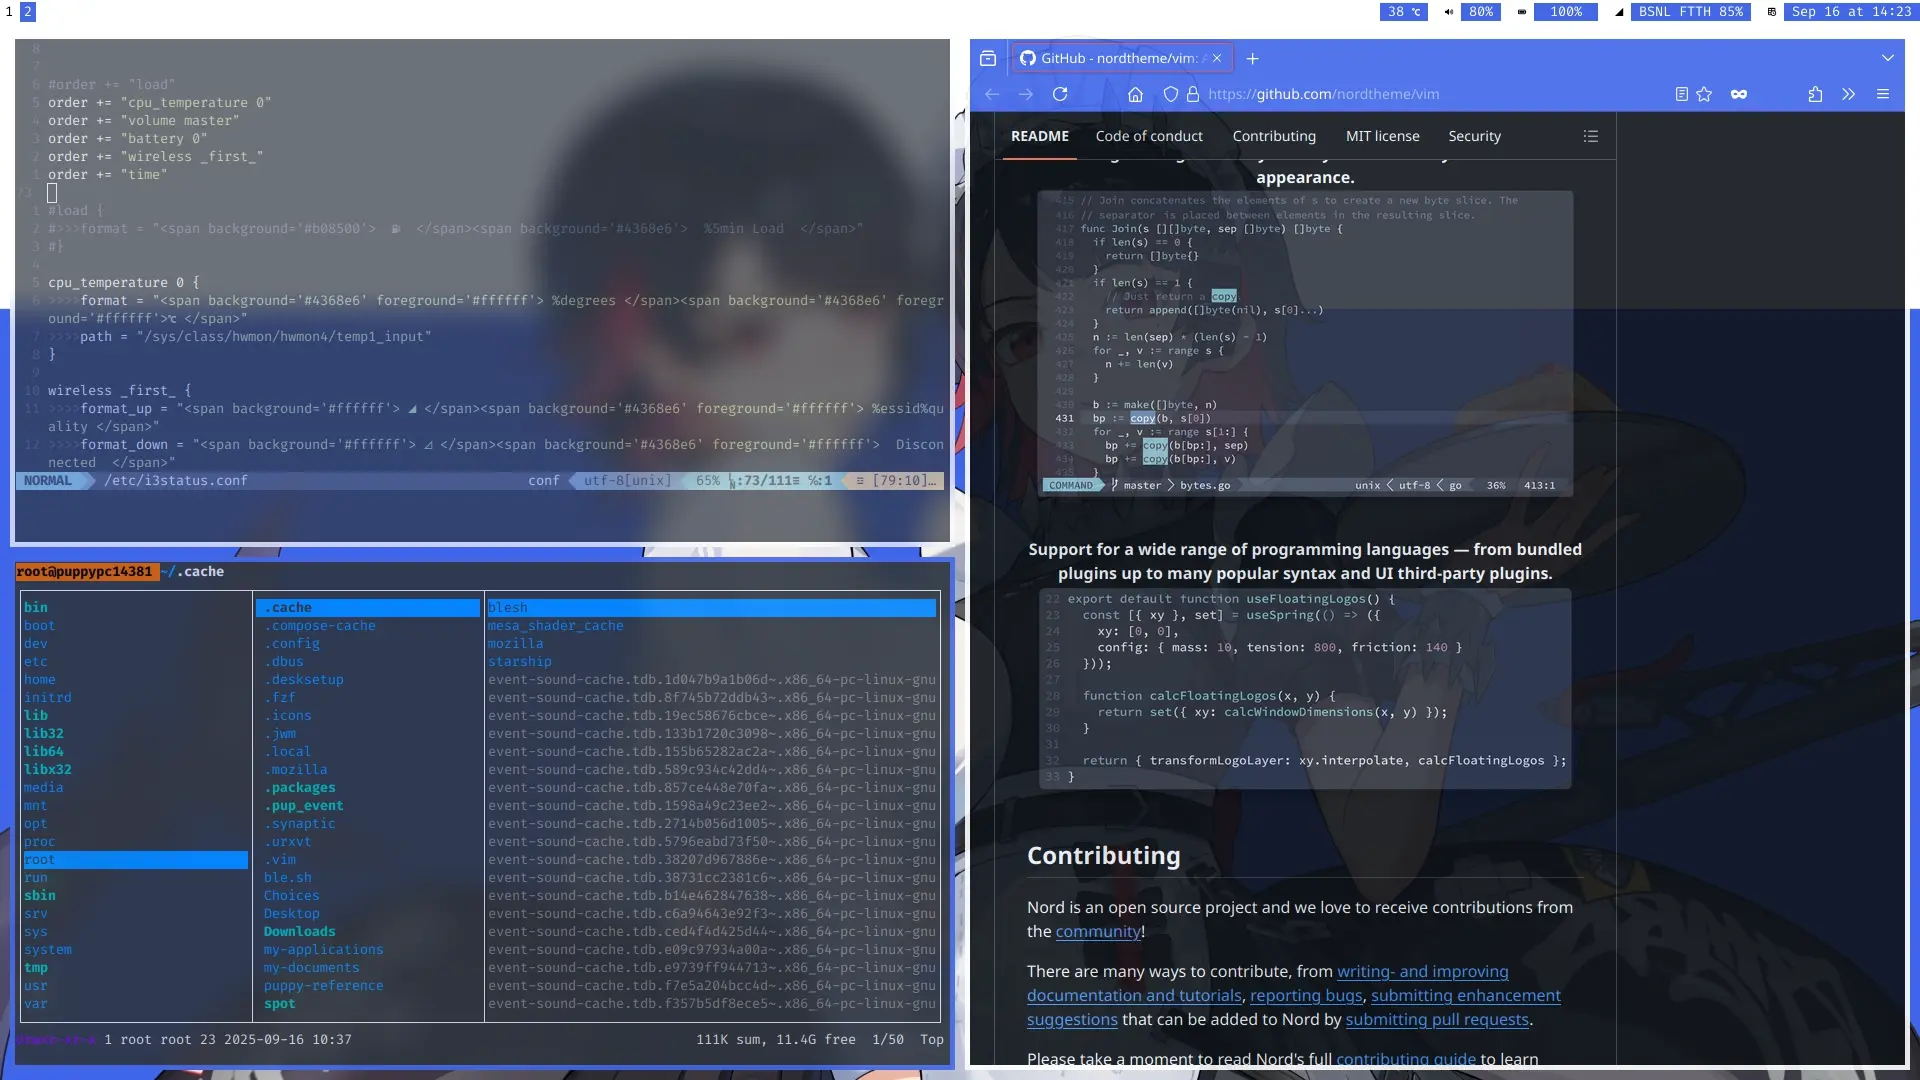 1 2
38 ℃ 80% 100% BSNL FTTH 85% Sep 16 at 14:23
8
7
6 #order += "load"
5 order += "cpu_temperature 0"
4 order += "volume master"
3 order += "battery 0"
2 order += "wireless _first_"
1 order += "time"
73
1 #load {
2 #>>>format = "<span background='#b08500'> </span><span background='#4368e6'> %5min Load </span>"
3 #}
4
5 cpu_temperature 0 {
6 >>>>format = "<span background='#4368e6' foreground='#ffffff'> %degrees </span><span background='#4368e6' foregr
ound='#ffffff'>℃ </span>"
7 >>>>path = "/sys/class/hwmon/hwmon4/temp1_input"
8 }
9
10 wireless _first_ {
11 >>>>format_up = "<span background='#ffffff'> ◢ </span><span background='#4368e6' foreground='#ffffff'> %essid%qu
ality </span>"
12 >>>>format_down = "<span background='#ffffff'> ◿ </span><span background='#4368e6' foreground='#ffffff'>  Discon
nected  </span>"
NORMAL /etc/i3status.conf conf utf-8[unix] 65% ㏑:73/111≡ ℅:1 ≡ [79:10]…
root@puppypc14381 ~/.cache
bin
boot
dev
etc
home
initrd
lib
lib32
lib64
libx32
media
mnt
opt
proc
root
run
sbin
srv
sys
system
tmp
usr
var
.cache
.compose-cache
.config
.dbus
.desksetup
.fzf
.icons
.jwm
.local
.mozilla
.packages
.pup_event
.synaptic
.urxvt
.vim
ble.sh
Choices
Desktop
Downloads
my-applications
my-documents
puppy-reference
spot
blesh
mesa_shader_cache
mozilla
starship
event-sound-cache.tdb.1d047b9a1b06d~.x86_64-pc-linux-gnu
event-sound-cache.tdb.8f745b72ddb43~.x86_64-pc-linux-gnu
event-sound-cache.tdb.19ec58676cbce~.x86_64-pc-linux-gnu
event-sound-cache.tdb.133b1720c3098~.x86_64-pc-linux-gnu
event-sound-cache.tdb.155b65282ac2a~.x86_64-pc-linux-gnu
event-sound-cache.tdb.589c934c42dd4~.x86_64-pc-linux-gnu
event-sound-cache.tdb.857ce448e70fa~.x86_64-pc-linux-gnu
event-sound-cache.tdb.1598a49c23ee2~.x86_64-pc-linux-gnu
event-sound-cache.tdb.2714b056d1005~.x86_64-pc-linux-gnu
event-sound-cache.tdb.5796eabd73f50~.x86_64-pc-linux-gnu
event-sound-cache.tdb.38207d967886e~.x86_64-pc-linux-gnu
event-sound-cache.tdb.38731cc2381c6~.x86_64-pc-linux-gnu
event-sound-cache.tdb.b14e462847638~.x86_64-pc-linux-gnu
event-sound-cache.tdb.c6a94643e92f3~.x86_64-pc-linux-gnu
event-sound-cache.tdb.ced4f4d425d44~.x86_64-pc-linux-gnu
event-sound-cache.tdb.e09c97934a00a~.x86_64-pc-linux-gnu
event-sound-cache.tdb.e9739ff944713~.x86_64-pc-linux-gnu
event-sound-cache.tdb.f7e5a204bcc4d~.x86_64-pc-linux-gnu
event-sound-cache.tdb.f357b5df8ece5~.x86_64-pc-linux-gnu
drwxr-xr-x 1 root root 23 2025-09-16 10:37 111K sum, 11.4G free 1/50 Top
GitHub - nordtheme/vim:
https://github.com/nordtheme/vim
README Code of conduct Contributing MIT license Security
appearance.
415 // Join concatenates the elements of s to create a new byte slice. The
416 // separator is placed between elements in the resulting slice.
417 func Join(s [][]byte, sep []byte) []byte {
418 if len(s) == 0 {
419 return []byte{}
420 }
421 if len(s) == 1 {
422 // Just return a copy.
423 return append([]byte(nil), s[0]...)
424 }
425 n := len(sep) * (len(s) - 1)
426 for _, v := range s {
427 n += len(v)
428 }
429
430 b := make([]byte, n)
431 bp := copy(b, s[0])
432 for _, v := range s[1:] {
433 bp += copy(b[bp:], sep)
434 bp += copy(b[bp:], v)
435 }
COMMAND master bytes.go unix utf-8 go 36% 413:1
Support for a wide range of programming languages — from bundled
plugins up to many popular syntax and UI third-party plugins.
22 export default function useFloatingLogos() {
23 const [{ xy }, set] = useSpring(() => ({
24 xy: [0, 0],
25 config: { mass: 10, tension: 800, friction: 140 }
26 }));
27
28 function calcFloatingLogos(x, y) {
29 return set({ xy: calcWindowDimensions(x, y) });
30 }
31
32 return { transformLogoLayer: xy.interpolate, calcFloatingLogos };
33 }
Contributing
Nord is an open source project and we love to receive contributions from
the community!
There are many ways to contribute, from writing- and improving
documentation and tutorials, reporting bugs, submitting enhancement
suggestions that can be added to Nord by submitting pull requests.
Please take a moment to read Nord's full contributing guide to learn